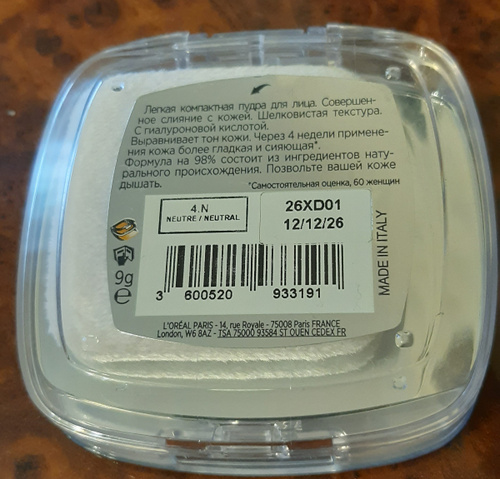 Легкая компактная пудра для лица. Совершен-
ное слияние с кожей. Шелковистая текстура.
С гиалуроновой кислотой.
Выравнивает тон кожи. Через 4 недели примене-
ния кожа более гладкая и сияющая*.
Формула на 98% состоит из ингредиентов нату-
рального происхождения. Позвольте вашей коже
дышать.
*Самостоятельная оценка, 60 женщин
4.N
NEUTRE / NEUTRAL
26XD01
12/12/26
MADE IN ITALY
9g
e
3 600520 933191
L'ORÉAL PARIS - 14, rue Royale - 75008 Paris FRANCE
London, W6 8AZ - TSA 75000 93584 ST OUEN CEDEX FR